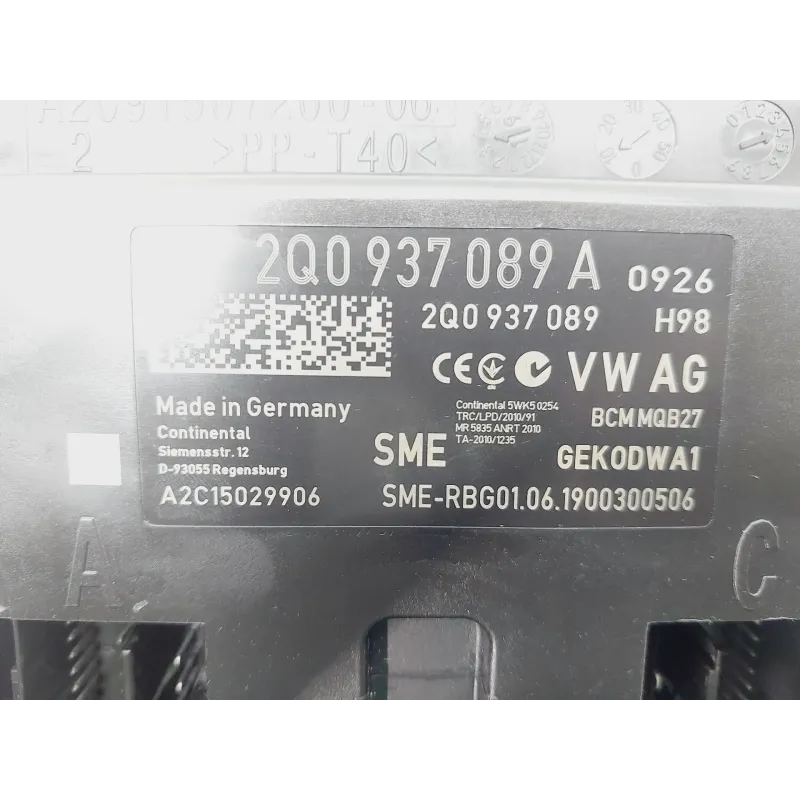 2 >PP-T40<
2Q0 937 089 A 0926
2Q0 937 089 H98
CE VW AG
Made in Germany
Continental
Siemensstr. 12
D-93055 Regensburg
A2C15029906
Continental 5WK5 0254
TRC/LPD/2010/91
MR 5835 ANRT 2010
TA-2010/1235
BCM MQB27
SME
GEK0DWA1
SME-RBG01.06.1900300506
A
C